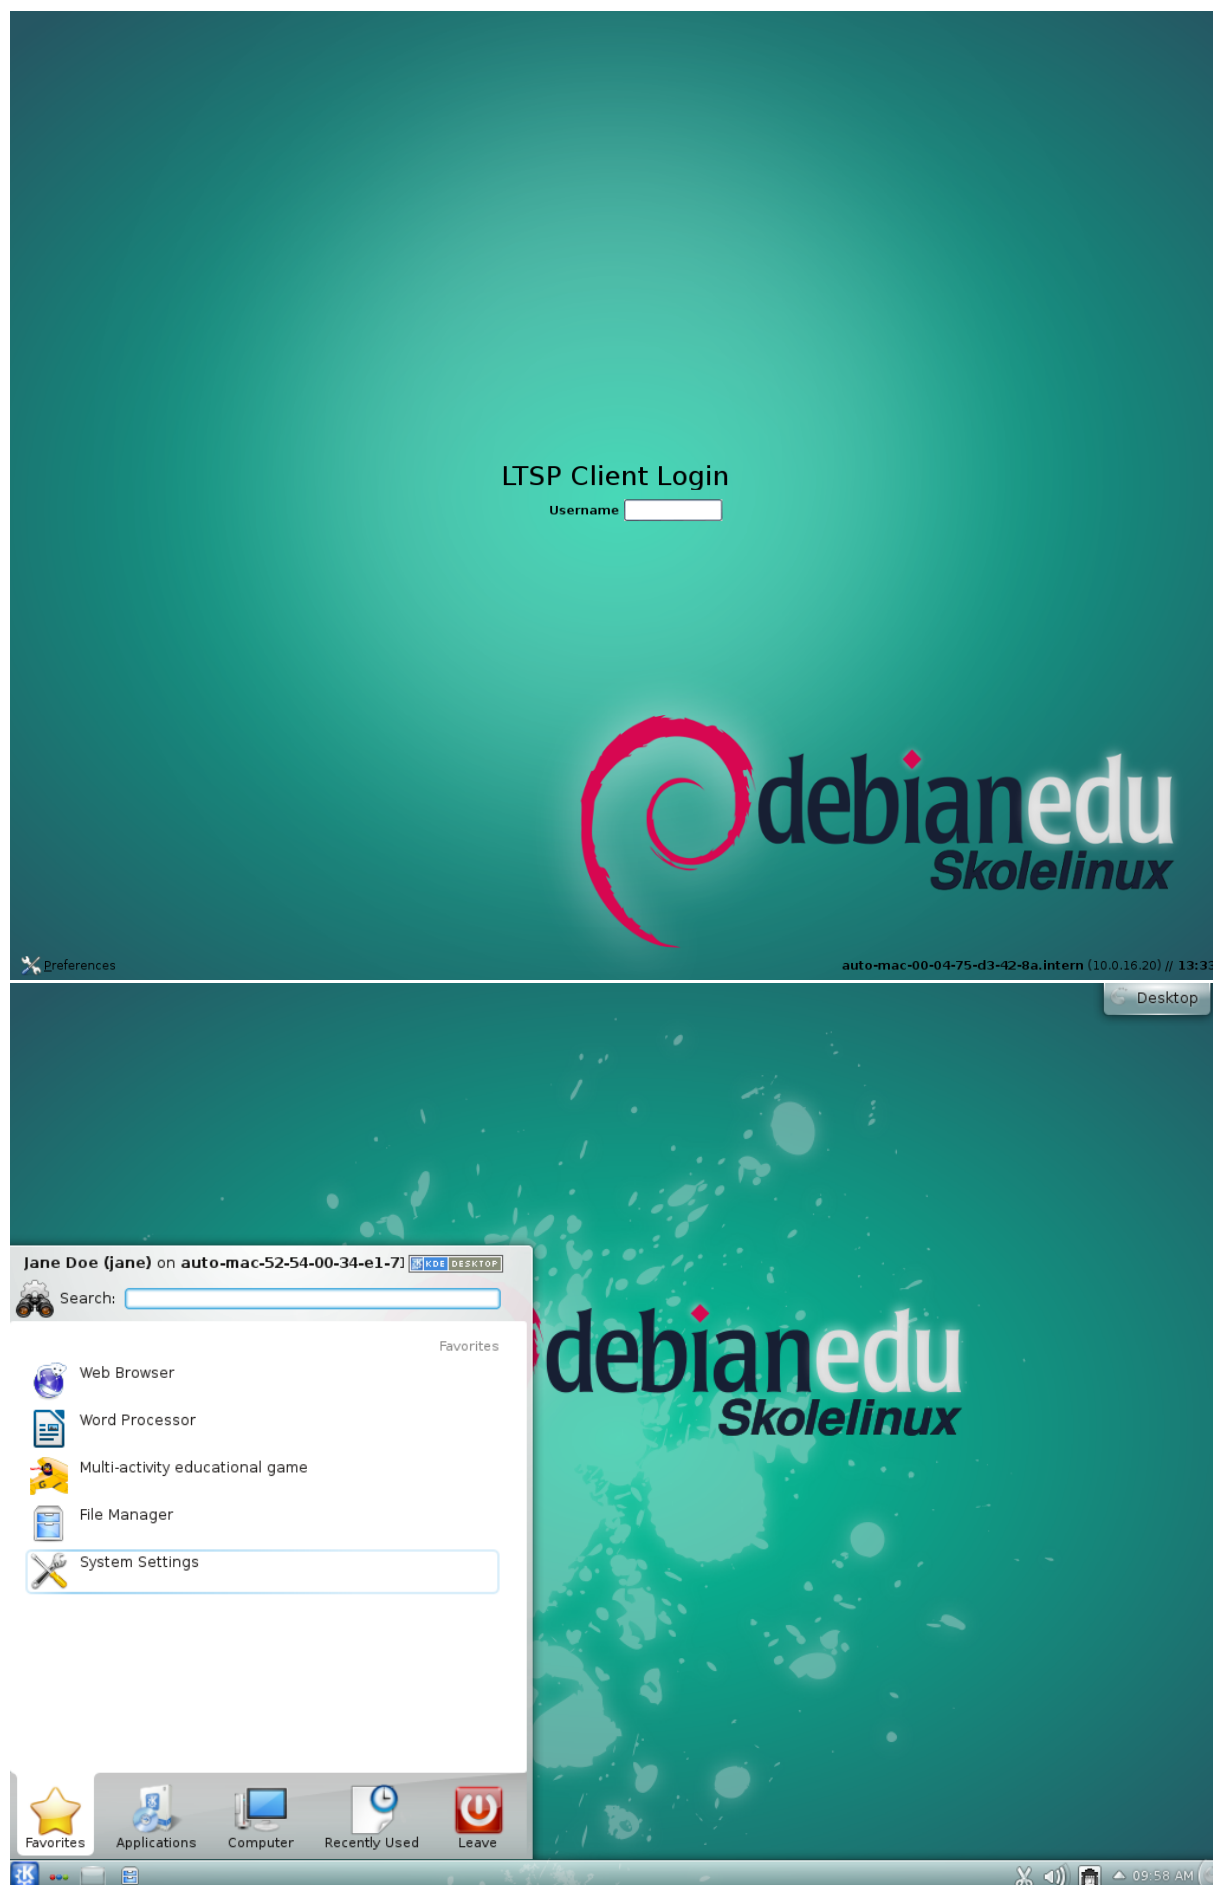 LTSP Client Login
Username
debianedu
Skolelinux
Preferences
auto-mac-00-04-75-d3-42-8a.intern (10.0.16.20) // 13:33
Desktop
Jane Doe (jane) on auto-mac-52-54-00-34-e1-71
KDE DESKTOP
Search:
Favorites
Web Browser
Word Processor
Multi-activity educational game
File Manager
System Settings
debianedu
Skolelinux
Favorites
Applications
Computer
Recently Used
Leave
09:58 AM